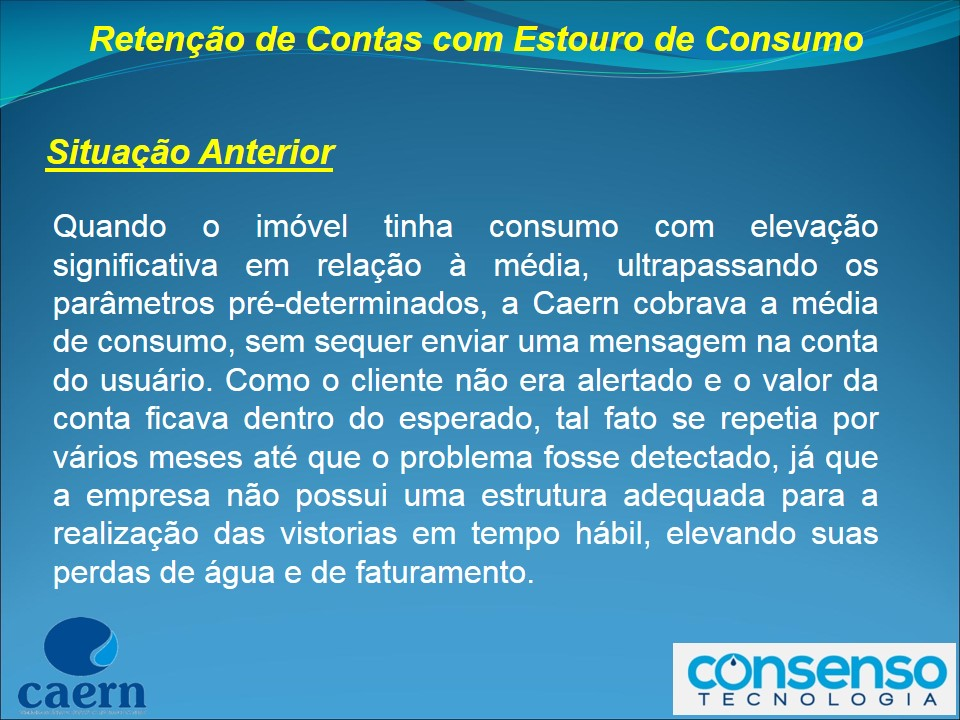 Retenção de Contas com Estouro de Consumo
Situação Anterior
Quando o imóvel tinha consumo com elevação
significativa em relação à média, ultrapassando os
parâmetros pré-determinados, a Caern cobrava a média
de consumo, sem sequer enviar uma mensagem na conta
do usuário. Como o cliente não era alertado e o valor da
conta ficava dentro do esperado, tal fato se repetia por
vários meses até que o problema fosse detectado, já que
a empresa não possui uma estrutura adequada para a
realização das vistorias em tempo hábil, elevando suas
perdas de água e de faturamento.
caern
consenso
TECNOLOGIA